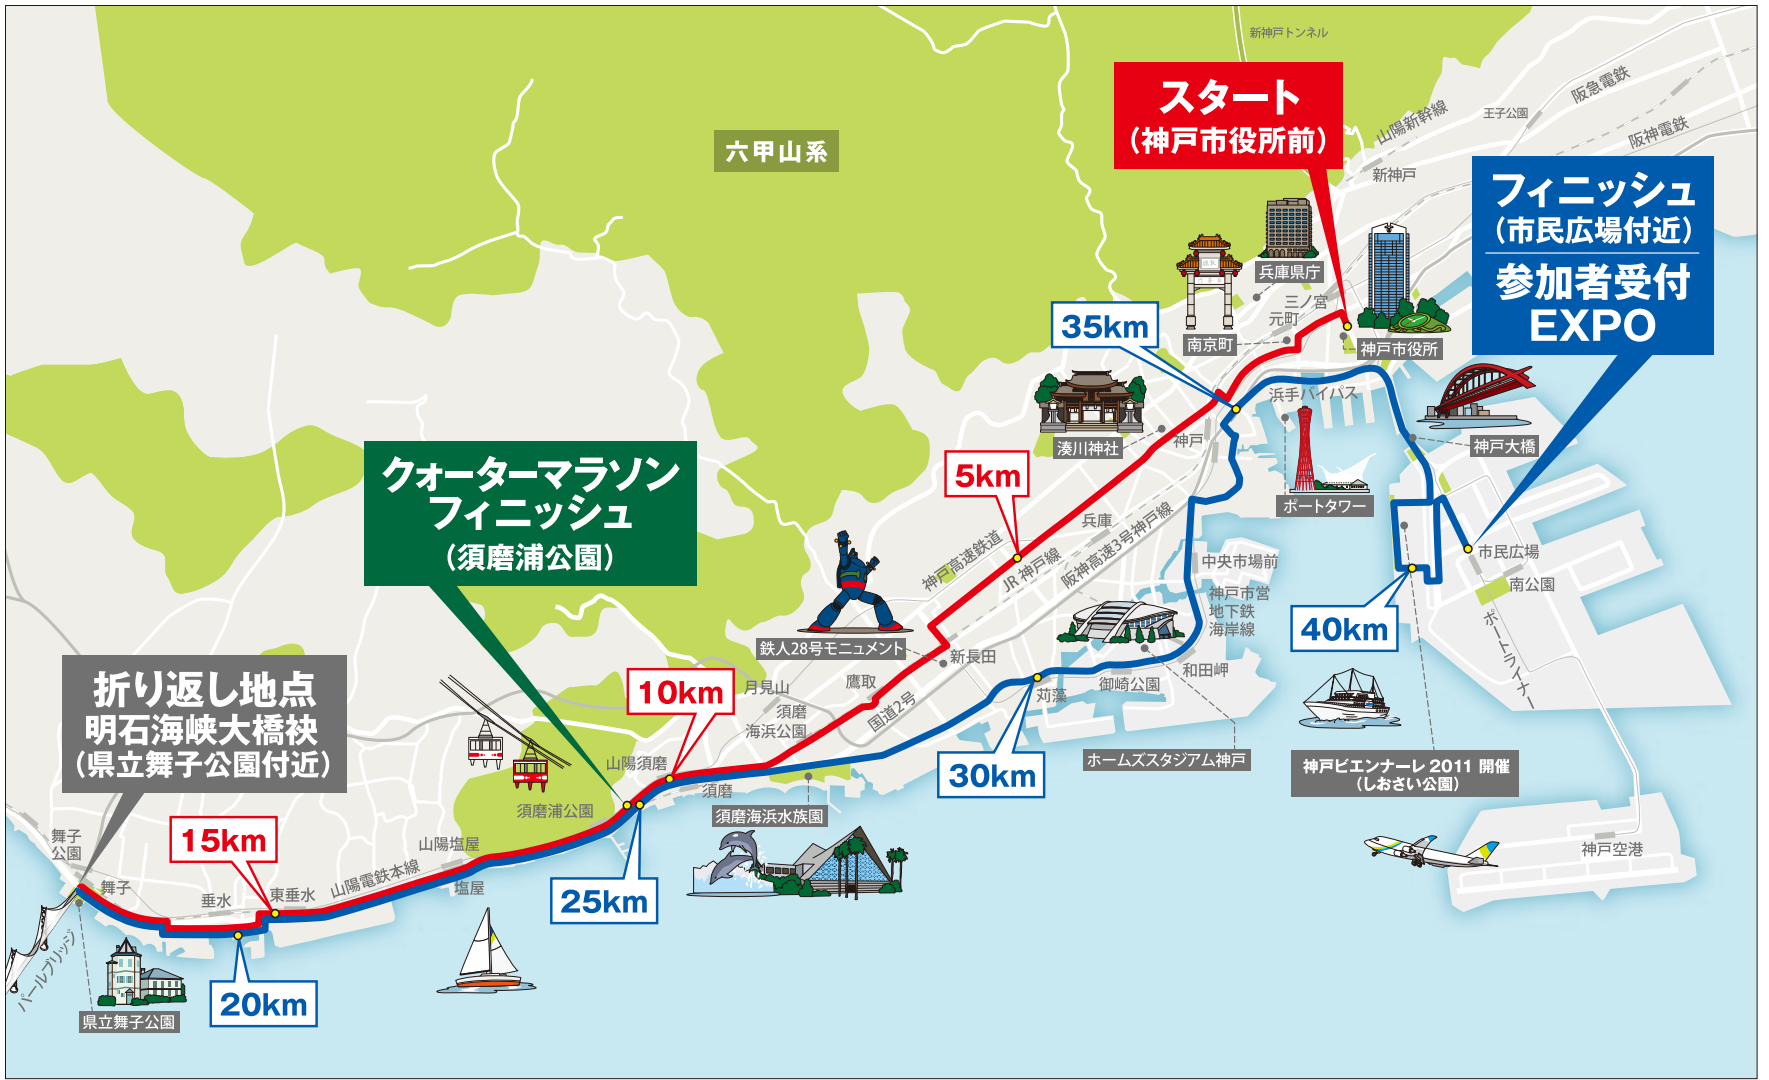 新神戸トンネル
スタート
（神戸市役所前）
山陽新幹線
王子公園
阪急電鉄
阪神電鉄
新神戸
六甲山系
フィニッシュ
（市民広場付近）
参加者受付
EXPO
兵庫県庁
三ノ宮
元町
南京町
神戸市役所
35km
浜手バイパス
湊川神社
神戸
神戸大橋
ポートタワー
クォーターマラソン
フィニッシュ
（須磨浦公園）
5km
兵庫
神戸高速鉄道
JR 神戸線
阪神高速3号神戸線
中央市場前
神戸市営
地下鉄
海岸線
市民広場
南公園
ポートライナー
40km
鉄人28号モニュメント
新長田
和田岬
御崎公園
苅藻
折り返し地点
明石海峡大橋袂
（県立舞子公園付近）
10km
月見山
鷹取
須磨
海浜公園
国道2号
山陽須磨
須磨
30km
ホームズスタジアム神戸
神戸ビエンナーレ2011 開催
（しおさい公園）
須磨浦公園
須磨海浜水族園
15km
舞子
公園
舞子
山陽塩屋
塩屋
山陽電鉄本線
東垂水
垂水
25km
神戸空港
パールブリッジ
県立舞子公園
20km